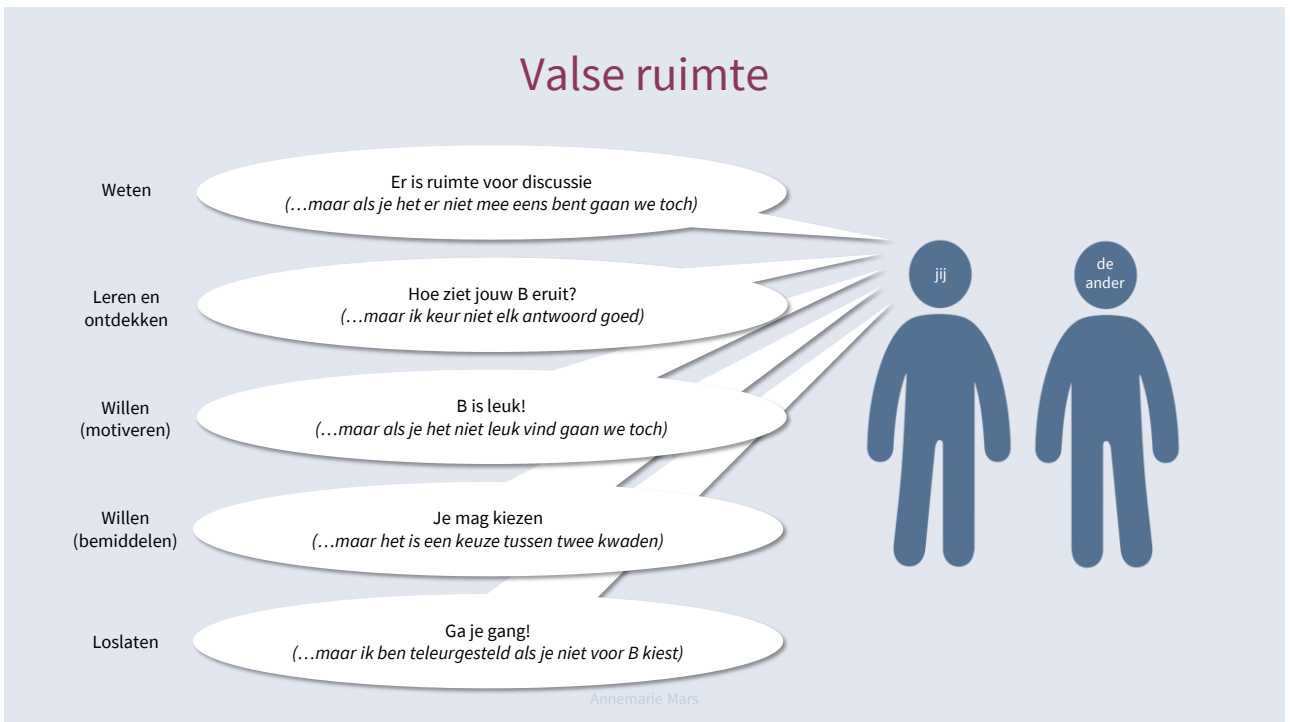 Valse ruimte
Weten
Er is ruimte voor discussie
(…maar als je het er niet mee eens bent gaan we toch)
Leren en
ontdekken
Hoe ziet jouw B eruit?
(…maar ik keur niet elk antwoord goed)
Willen
(motiveren)
B is leuk!
(…maar als je het niet leuk vind gaan we toch)
Willen
(bemiddelen)
Je mag kiezen
(…maar het is een keuze tussen twee kwaden)
Loslaten
Ga je gang!
(…maar ik ben teleurgesteld als je niet voor B kiest)
jij
de
ander
Annemarie Mars